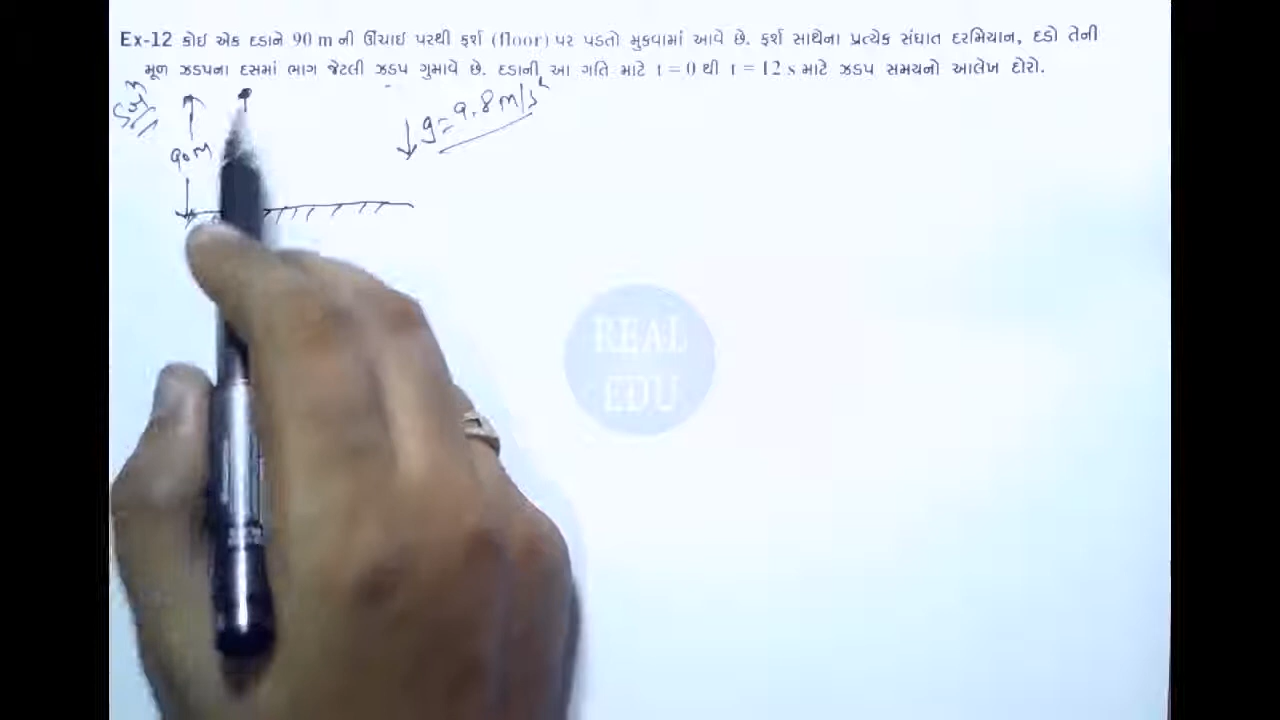 Ex-12 કોઈ એક દડાને 90 m ની ઊંચાઈ પરથી ફર્શ (floor) પર પડતો મુકવામાં આવે છે. ફર્શ સાથેના પ્રત્યેક સંઘાત દરમિયાન, દડો તેની
મૂળ ઝડપના દસમાં ભાગ જેટલી ઝડપ ગુમાવે છે. દડાની આ ગતિ માટે t = 0 થી t = 12 s માટે ઝડપ સમયનો આલેખ દોરો.
g = 9.8 m/s²
90m
REAL
EDU